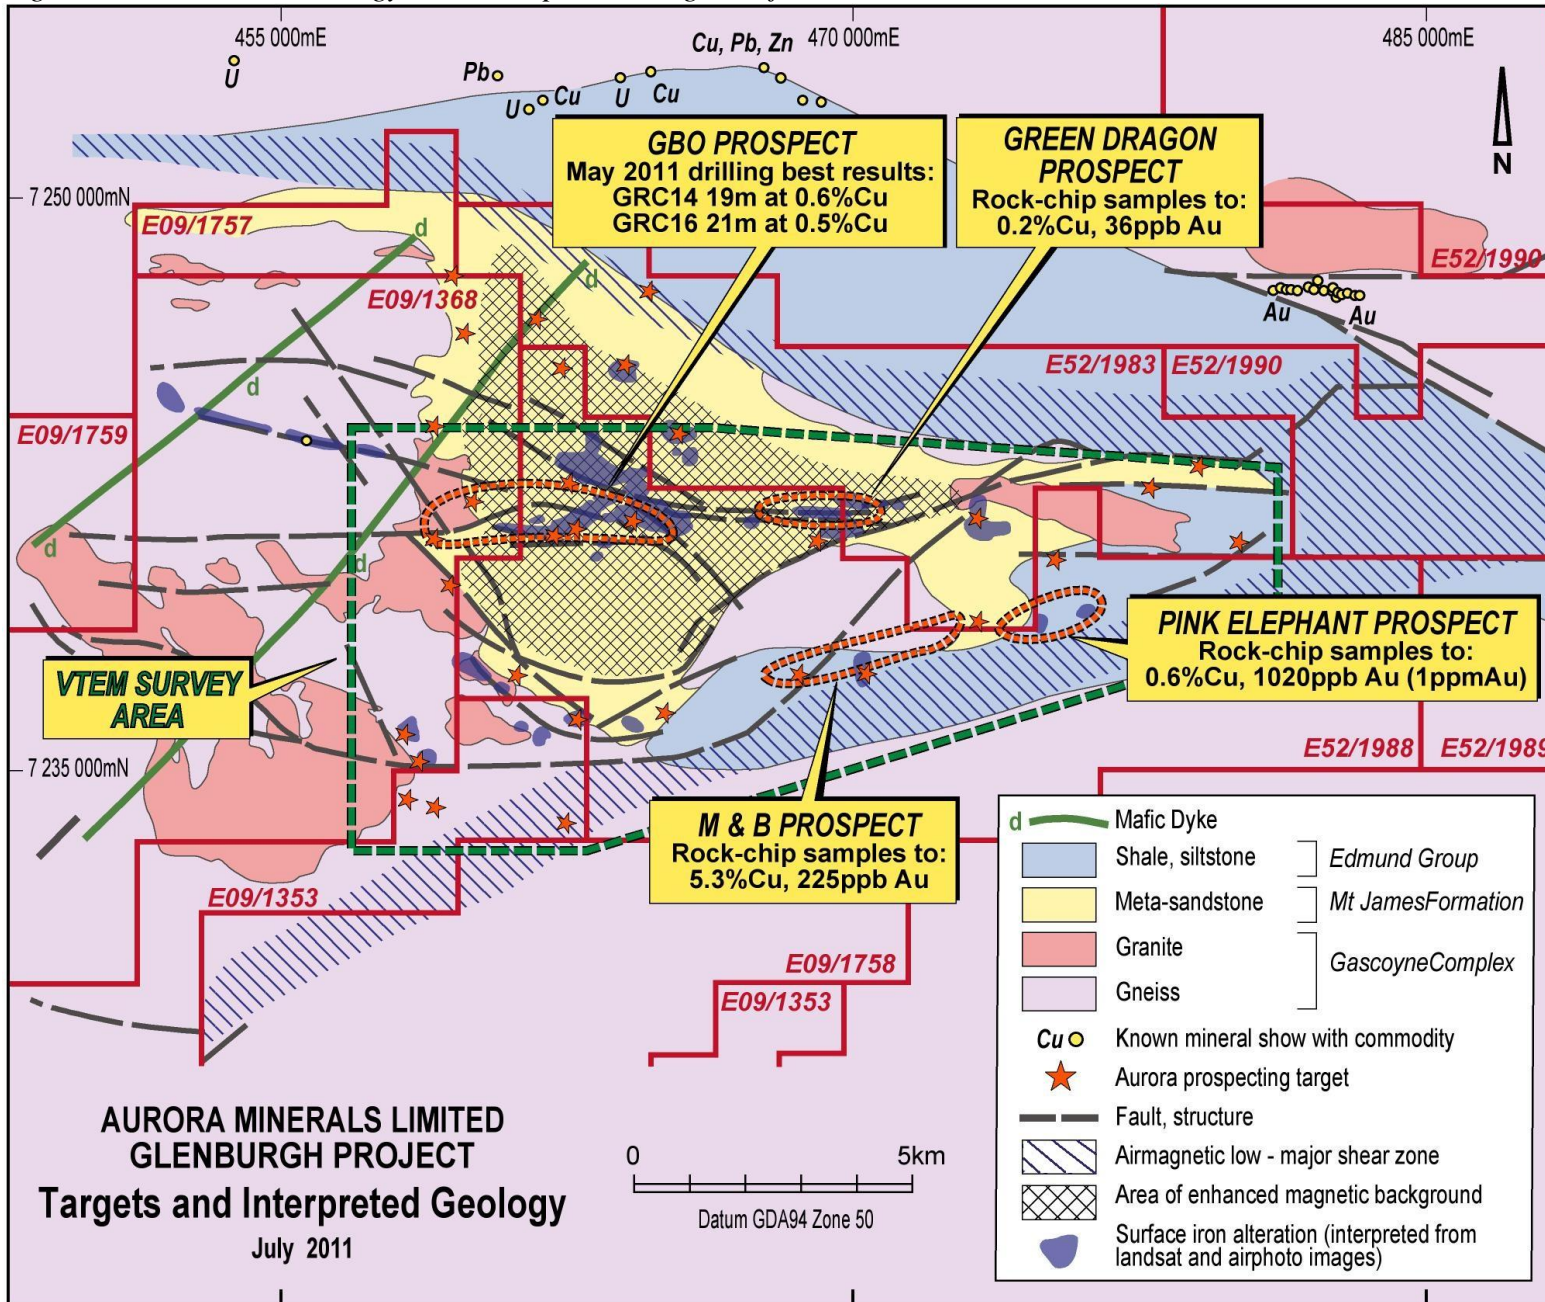 455 000mE
470 000mE
485 000mE
U
Pb
U
Cu
U
Cu
Cu, Pb, Zn
N
7 250 000mN
7 235 000mN
GBO PROSPECT
May 2011 drilling best results:
GRC14 19m at 0.6%Cu
GRC16 21m at 0.5%Cu
GREEN DRAGON
PROSPECT
Rock-chip samples to:
0.2%Cu, 36ppb Au
E09/1757
E52/1990
d
d
E09/1368
Au
Au
E52/1983
E52/1990
d
E09/1759
d
d
PINK ELEPHANT PROSPECT
Rock-chip samples to:
0.6%Cu, 1020ppb Au (1ppmAu)
VTEM SURVEY
AREA
E52/1988
E52/1989
M & B PROSPECT
Rock-chip samples to:
5.3%Cu, 225ppb Au
E09/1353
E09/1758
E09/1353
d
Mafic Dyke
Shale, siltstone
Edmund Group
Meta-sandstone
Mt JamesFormation
Granite
GascoyneComplex
Gneiss
Cu
Known mineral show with commodity
Aurora prospecting target
Fault, structure
Airmagnetic low - major shear zone
Area of enhanced magnetic background
Surface iron alteration (interpreted from
landsat and airphoto images)
AURORA MINERALS LIMITED
GLENBURGH PROJECT
Targets and Interpreted Geology
July 2011
0
5km
Datum GDA94 Zone 50